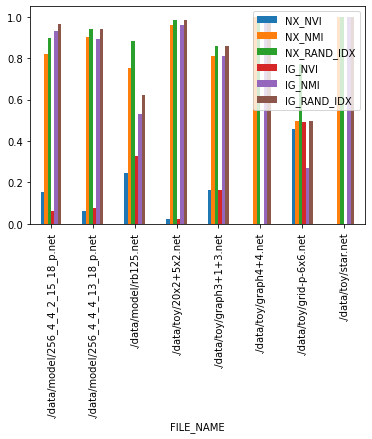 1.0
0.8
0.6
0.4
0.2
0.0
NX_NVI
NX_NMI
NX_RAND_IDX
IG_NVI
IG_NMI
IG_RAND_IDX
./data/model/256_4_4_2_15_18_p.net
./data/model/256_4_4_4_13_18_p.net
./data/model/rb125.net
./data/toy/20x2+5x2.net
./data/toy/graph3+1+3.net
./data/toy/graph4+4.net
./data/toy/grid-p-6x6.net
./data/toy/star.net
FILE_NAME